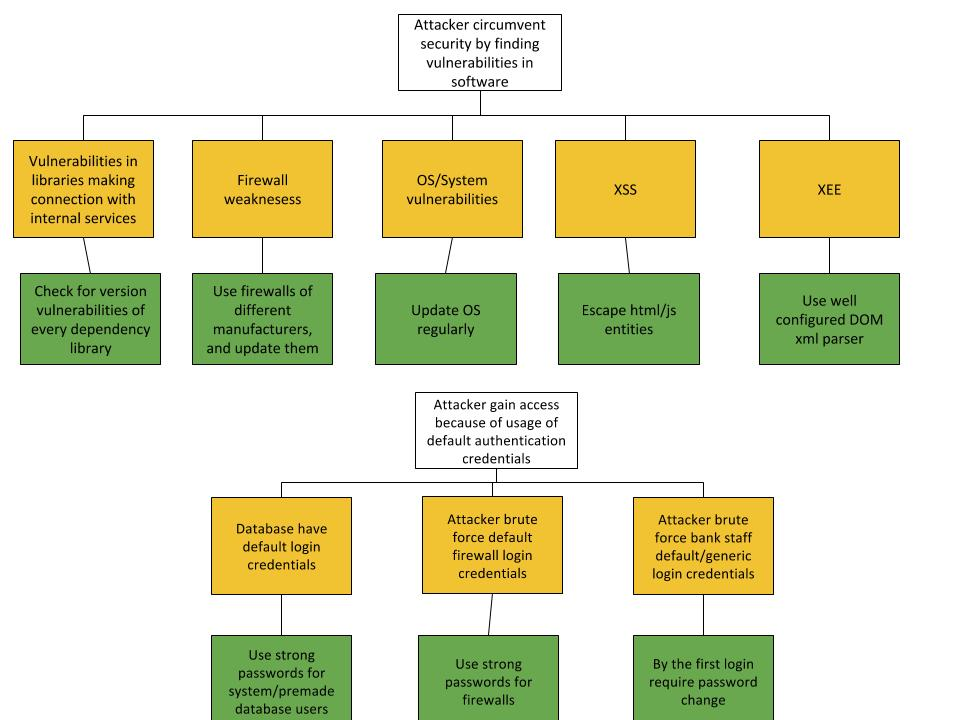 Attacker circumvent
security by finding
vulnerabilities in
software
Vulnerabilities in
libraries making
connection with
internal services
Firewall
weaknesess
OS/System
vulnerabilities
XSS
XEE
Check for version
vulnerabilities of
every dependency
library
Use firewalls of
different
manufacturers,
and update them
Update OS
regularly
Escape html/js
entities
Use well
configured DOM
xml parser
Attacker gain access
because of usage of
default authentication
credentials
Database have
default login
credentials
Attacker brute
force default
firewall login
credentials
Attacker brute
force bank staff
default/generic
login credentials
Use strong
passwords for
system/premade
database users
Use strong
passwords for
firewalls
By the first login
require password
change